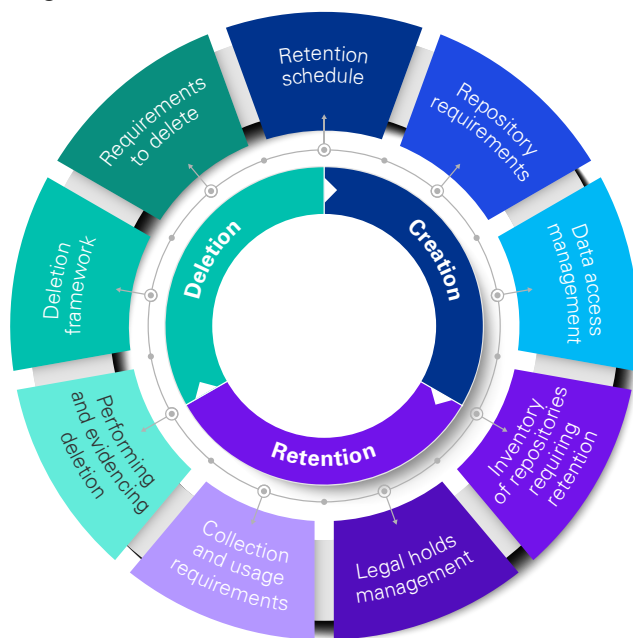 Retention
schedule
Repository
requirements
Data access
management
Inventory
of repositories
requiring
retention
Legal holds
management
Collection
and usage
requirements
Performing
and evidencing
deletion
Deletion
framework
Requirements
to delete
Creation
Retention
Deletion